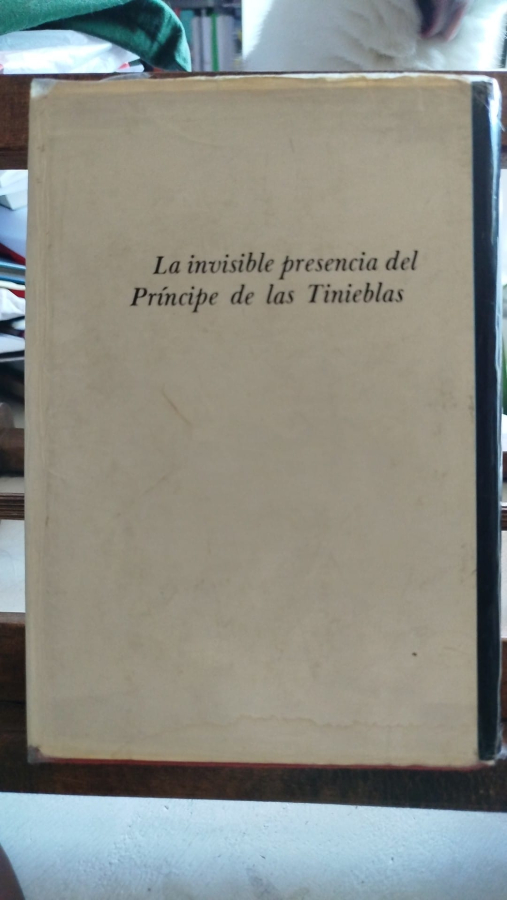 La invisible presencia del
Príncipe de las Tinieblas